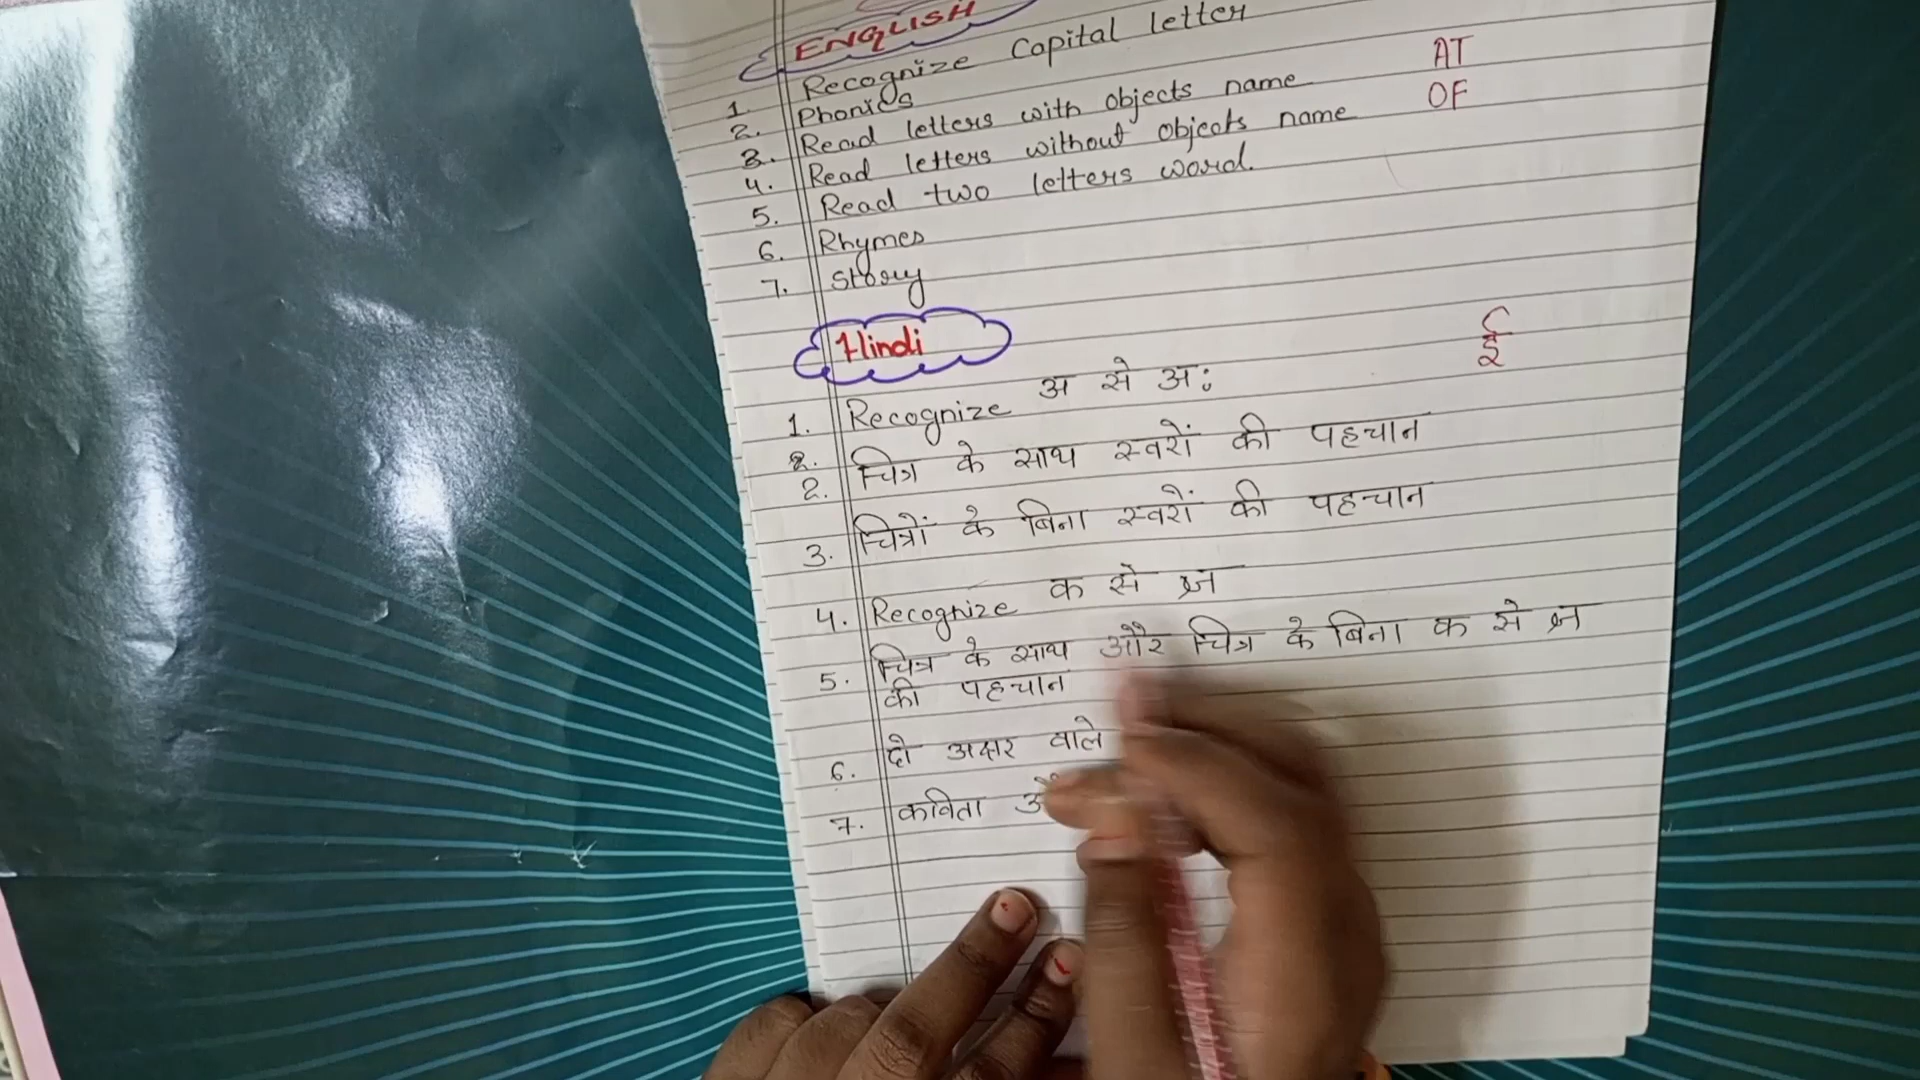 ENGLISH
1. Recognize Capital letter
2. Phonics
3. Read letters with objects name AT
4. Read letters without objects name OF
5. Read two letters word.
6. Rhymes
7. Story
Hindi
ई
1. Recognize अ से अः
2.
2. चित्र के साथ स्वरों की पहचान
3. चित्रों के बिना स्वरों की पहचान
4. Recognize क से ज्ञ
5. चित्र के साथ और चित्र के बिना क से ज्ञ
की पहचान
6. दो अक्षर वाले
7. कविता